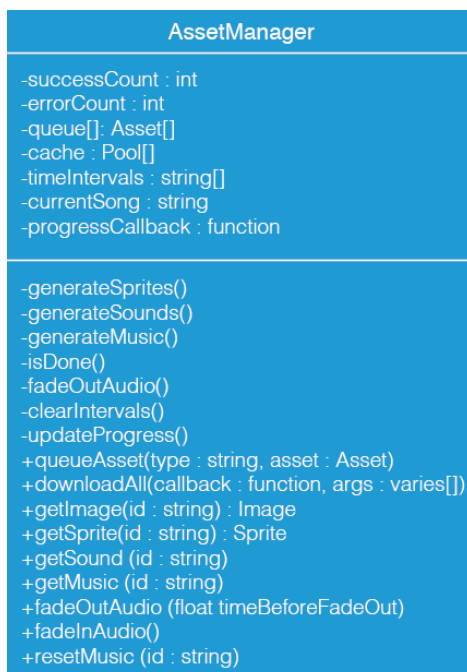 AssetManager
-successCount : int
-errorCount : int
-queue[]: Asset[]
-cache : Pool[]
-timeIntervals : string[]
-currentSong : string
-progressCallback : function
-generateSprites()
-generateSounds()
-generateMusic()
-isDone()
-fadeOutAudio()
-clearIntervals()
-updateProgress()
+queueAsset(type : string, asset : Asset)
+downloadAll(callback : function, args : varies[])
+getImage(id : string) : Image
+getSprite(id : string) : Sprite
+getSound (id : string)
+getMusic (id : string)
+fadeOutAudio (float timeBeforeFadeOut)
+fadeInAudio()
+resetMusic (id : string)